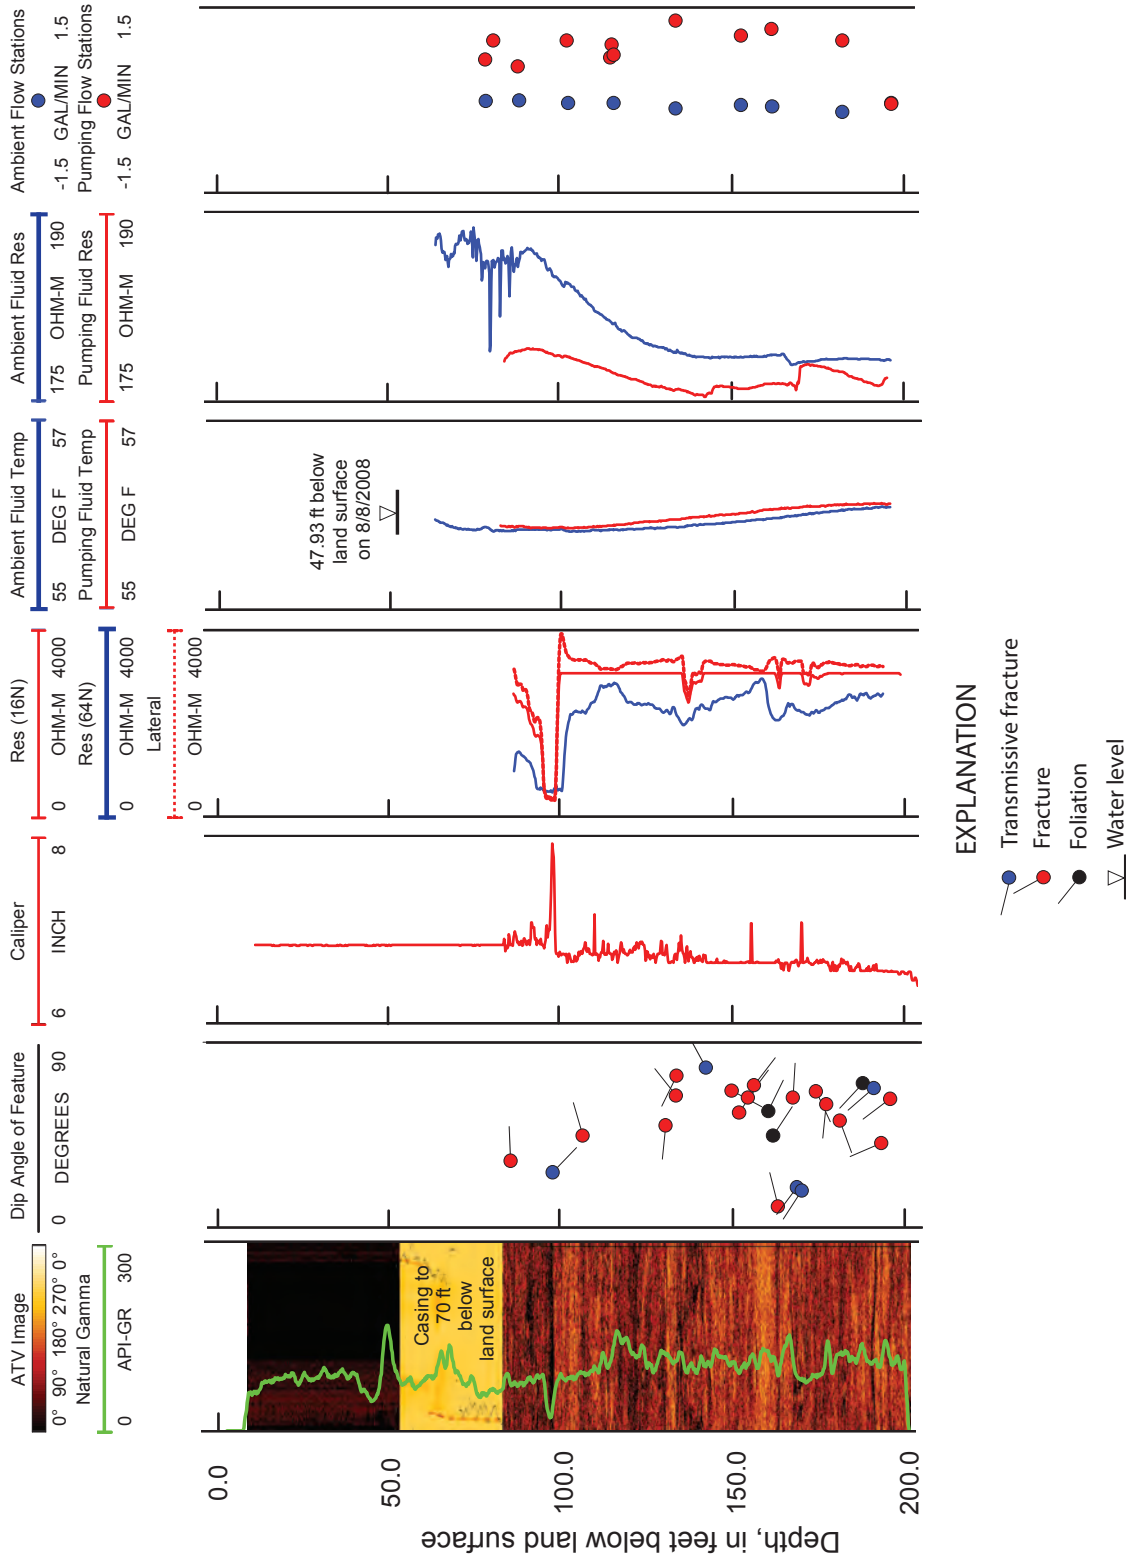 ATV Image
0° 90° 180° 270° 0°
Natural Gamma
0 API-GR 300
Dip Angle of Feature
0 DEGREES 90
Caliper
6 INCH 8
Res (16N)
0 OHM-M 4000
Res (64N)
0 OHM-M 4000
Lateral
0 OHM-M 4000
Ambient Fluid Temp
55 DEG F 57
Pumping Fluid Temp
55 DEG F 57
Ambient Fluid Res
175 OHM-M 190
Pumping Fluid Res
175 OHM-M 190
Ambient Flow Stations
-1.5 GAL/MIN 1.5
Pumping Flow Stations
-1.5 GAL/MIN 1.5
Depth, in feet below land surface
0.0
50.0
100.0
150.0
200.0
Casing to
70 ft
below
land surface
47.93 ft below
land surface
on 8/8/2008
EXPLANATION
Transmissive fracture
Fracture
Foliation
Water level